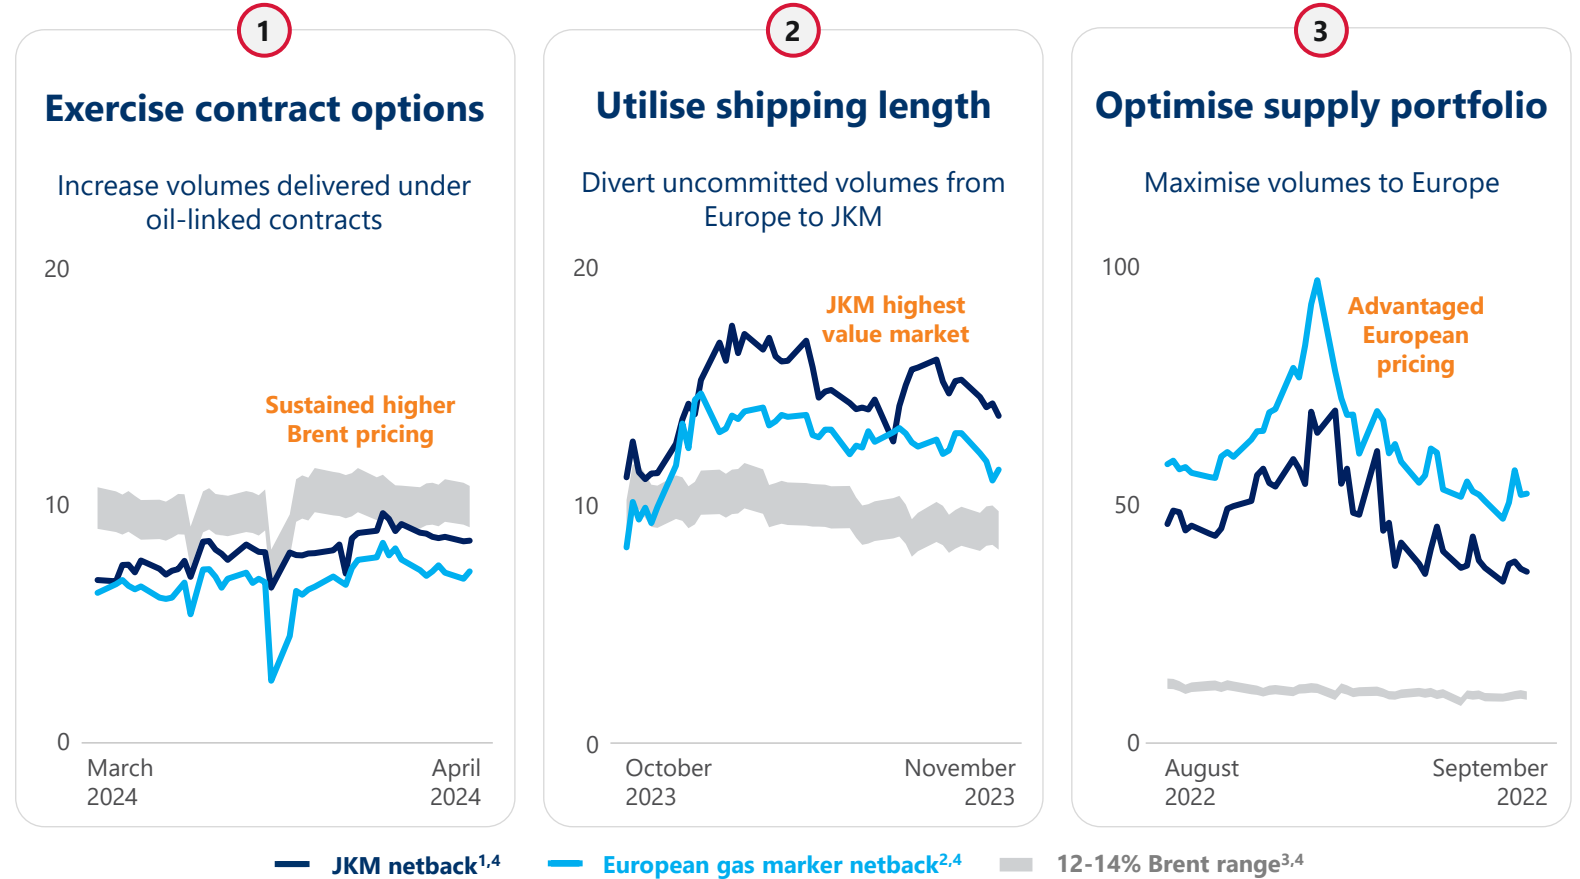 1
Exercise contract options
Increase volumes delivered under
oil-linked contracts
20
Sustained higher
Brent pricing
10
0
March
2024
April
2024
2
Utilise shipping length
Divert uncommitted volumes from
Europe to JKM
20
JKM highest
value market
10
0
October
2023
November
2023
3
Optimise supply portfolio
Maximise volumes to Europe
100
Advantaged
European
pricing
50
0
August
2022
September
2022
JKM netback1,4
European gas marker netback2,4
12-14% Brent range3,4